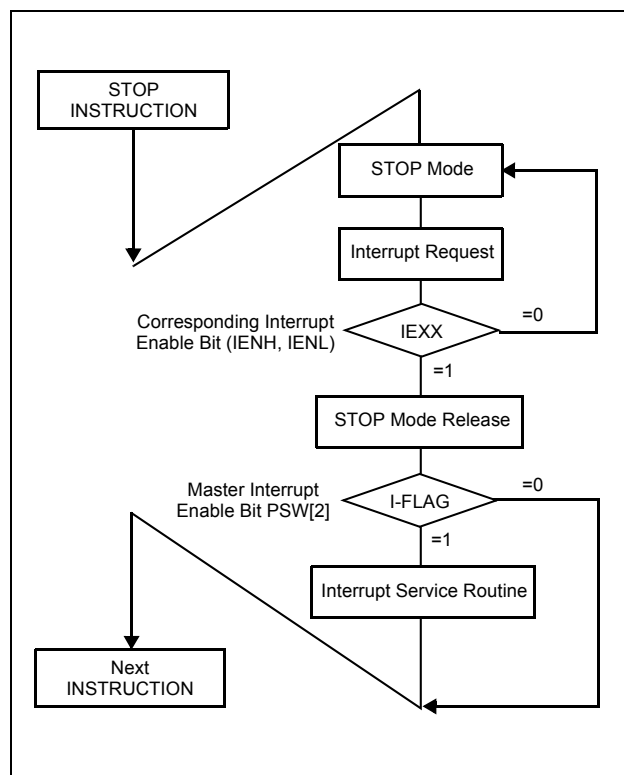 STOP
INSTRUCTION
STOP Mode
Interrupt Request
Corresponding Interrupt
Enable Bit (IENH, IENL)
IEXX
=0
=1
STOP Mode Release
Master Interrupt
Enable Bit PSW[2]
I-FLAG
=0
=1
Interrupt Service Routine
Next
INSTRUCTION